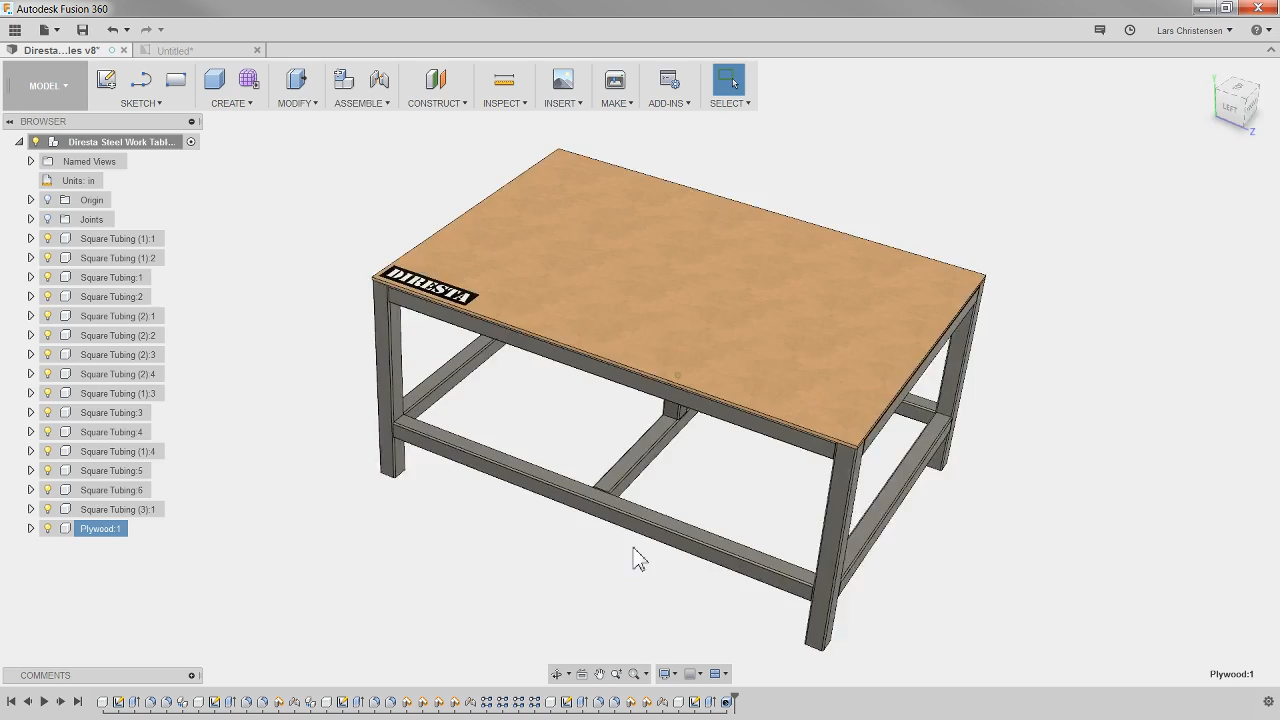 Autodesk Fusion 360
Lars Christensen
Diresta...les v8*
Untitled*
MODEL
SKETCH
CREATE
MODIFY
ASSEMBLE
CONSTRUCT
INSPECT
INSERT
MAKE
ADD-INS
SELECT
BROWSER
Diresta Steel Work Tabl...
Named Views
Units: in
Origin
Joints
Square Tubing (1):1
Square Tubing (1):2
Square Tubing:1
Square Tubing:2
Square Tubing (2):1
Square Tubing (2):2
Square Tubing (2):3
Square Tubing (2):4
Square Tubing (1):3
Square Tubing:3
Square Tubing:4
Square Tubing (1):4
Square Tubing:5
Square Tubing:6
Square Tubing (3):1
Plywood:1
DIRESTA
LEFT
Y
Z
COMMENTS
Plywood:1